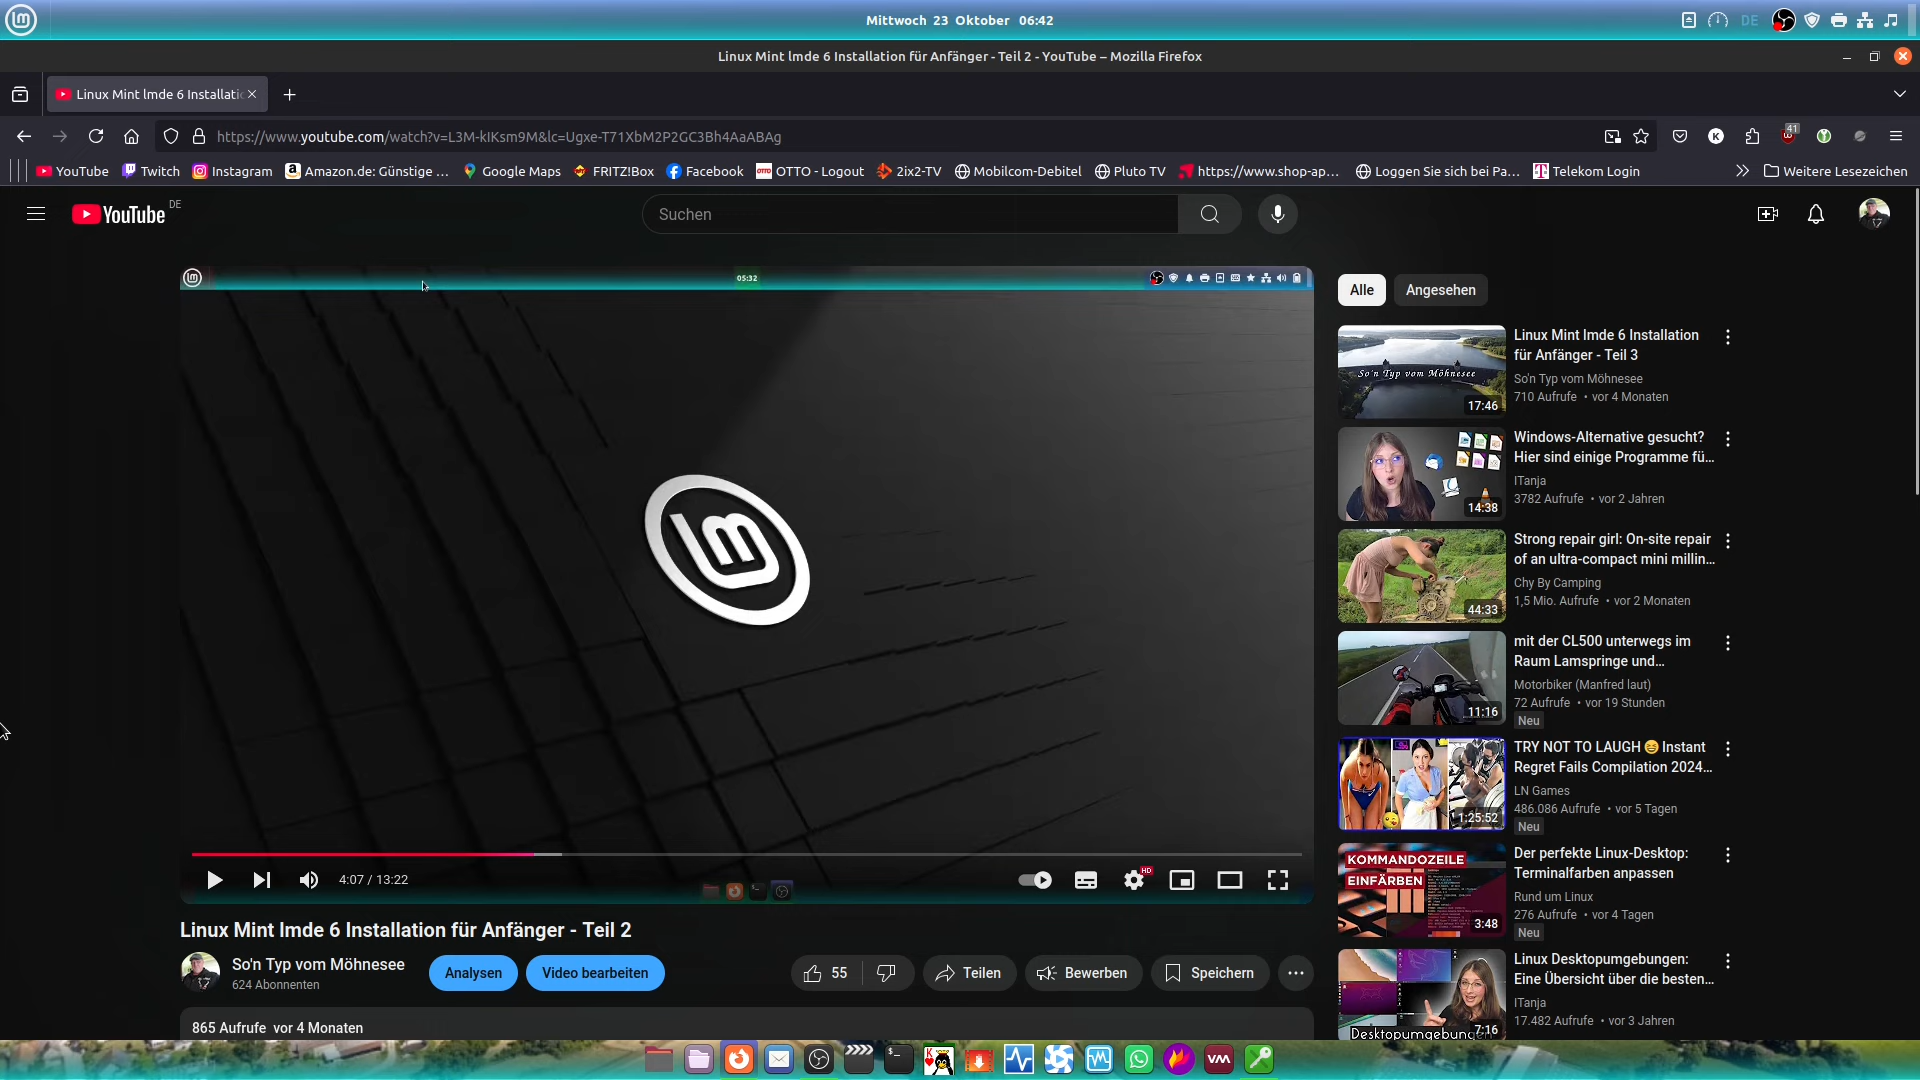 Mittwoch 23 Oktober 06:42
DE
Linux Mint lmde 6 Installation für Anfänger - Teil 2 - YouTube – Mozilla Firefox
Linux Mint lmde 6 Installatio
https://www.youtube.com/watch?v=L3M-kIKsm9M&lc=Ugxe-T71XbM2P2GC3Bh4AaABAg
41
K
YouTube
Twitch
Instagram
Amazon.de: Günstige …
Google Maps
FRITZ!Box
Facebook
OTTO - Logout
2ix2-TV
Mobilcom-Debitel
Pluto TV
https://www.shop-ap…
Loggen Sie sich bei Pa…
Telekom Login
Weitere Lesezeichen
YouTube DE
Suchen
05:32
Alle
Angesehen
Linux Mint lmde 6 Installation
für Anfänger - Teil 3
So'n Typ vom Möhnesee
710 Aufrufe • vor 4 Monaten
So'n Typ vom Möhnesee
17:46
Windows-Alternative gesucht?
Hier sind einige Programme fü…
ITanja
3782 Aufrufe • vor 2 Jahren
14:38
Strong repair girl: On-site repair
of an ultra-compact mini millin…
Chy By Camping
1,5 Mio. Aufrufe • vor 2 Monaten
44:33
mit der CL500 unterwegs im
Raum Lamspringe und…
Motorbiker (Manfred laut)
72 Aufrufe • vor 19 Stunden
Neu
11:16
TRY NOT TO LAUGH 😆 Instant
Regret Fails Compilation 2024…
LN Games
486.086 Aufrufe • vor 5 Tagen
Neu
1:25:52
KOMMANDOZEILE
EINFÄRBEN
Der perfekte Linux-Desktop:
Terminalfarben anpassen
Rund um Linux
276 Aufrufe • vor 4 Tagen
Neu
3:48
Linux Desktopumgebungen:
Eine Übersicht über die besten…
ITanja
17.482 Aufrufe • vor 3 Jahren
Desktopumgebungen
7:16
4:07 / 13:22
HD
Linux Mint lmde 6 Installation für Anfänger - Teil 2
So'n Typ vom Möhnesee
624 Abonnenten
Analysen
Video bearbeiten
55
Teilen
Bewerben
Speichern
865 Aufrufe vor 4 Monaten